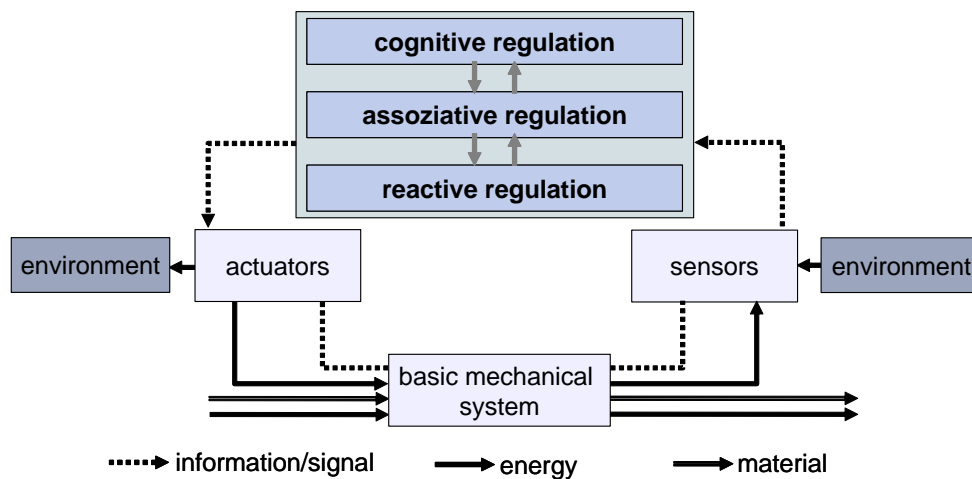 cognitive regulation
assoziative regulation
reactive regulation
environment
actuators
sensors
environment
basic mechanical
system
information/signal
energy
material